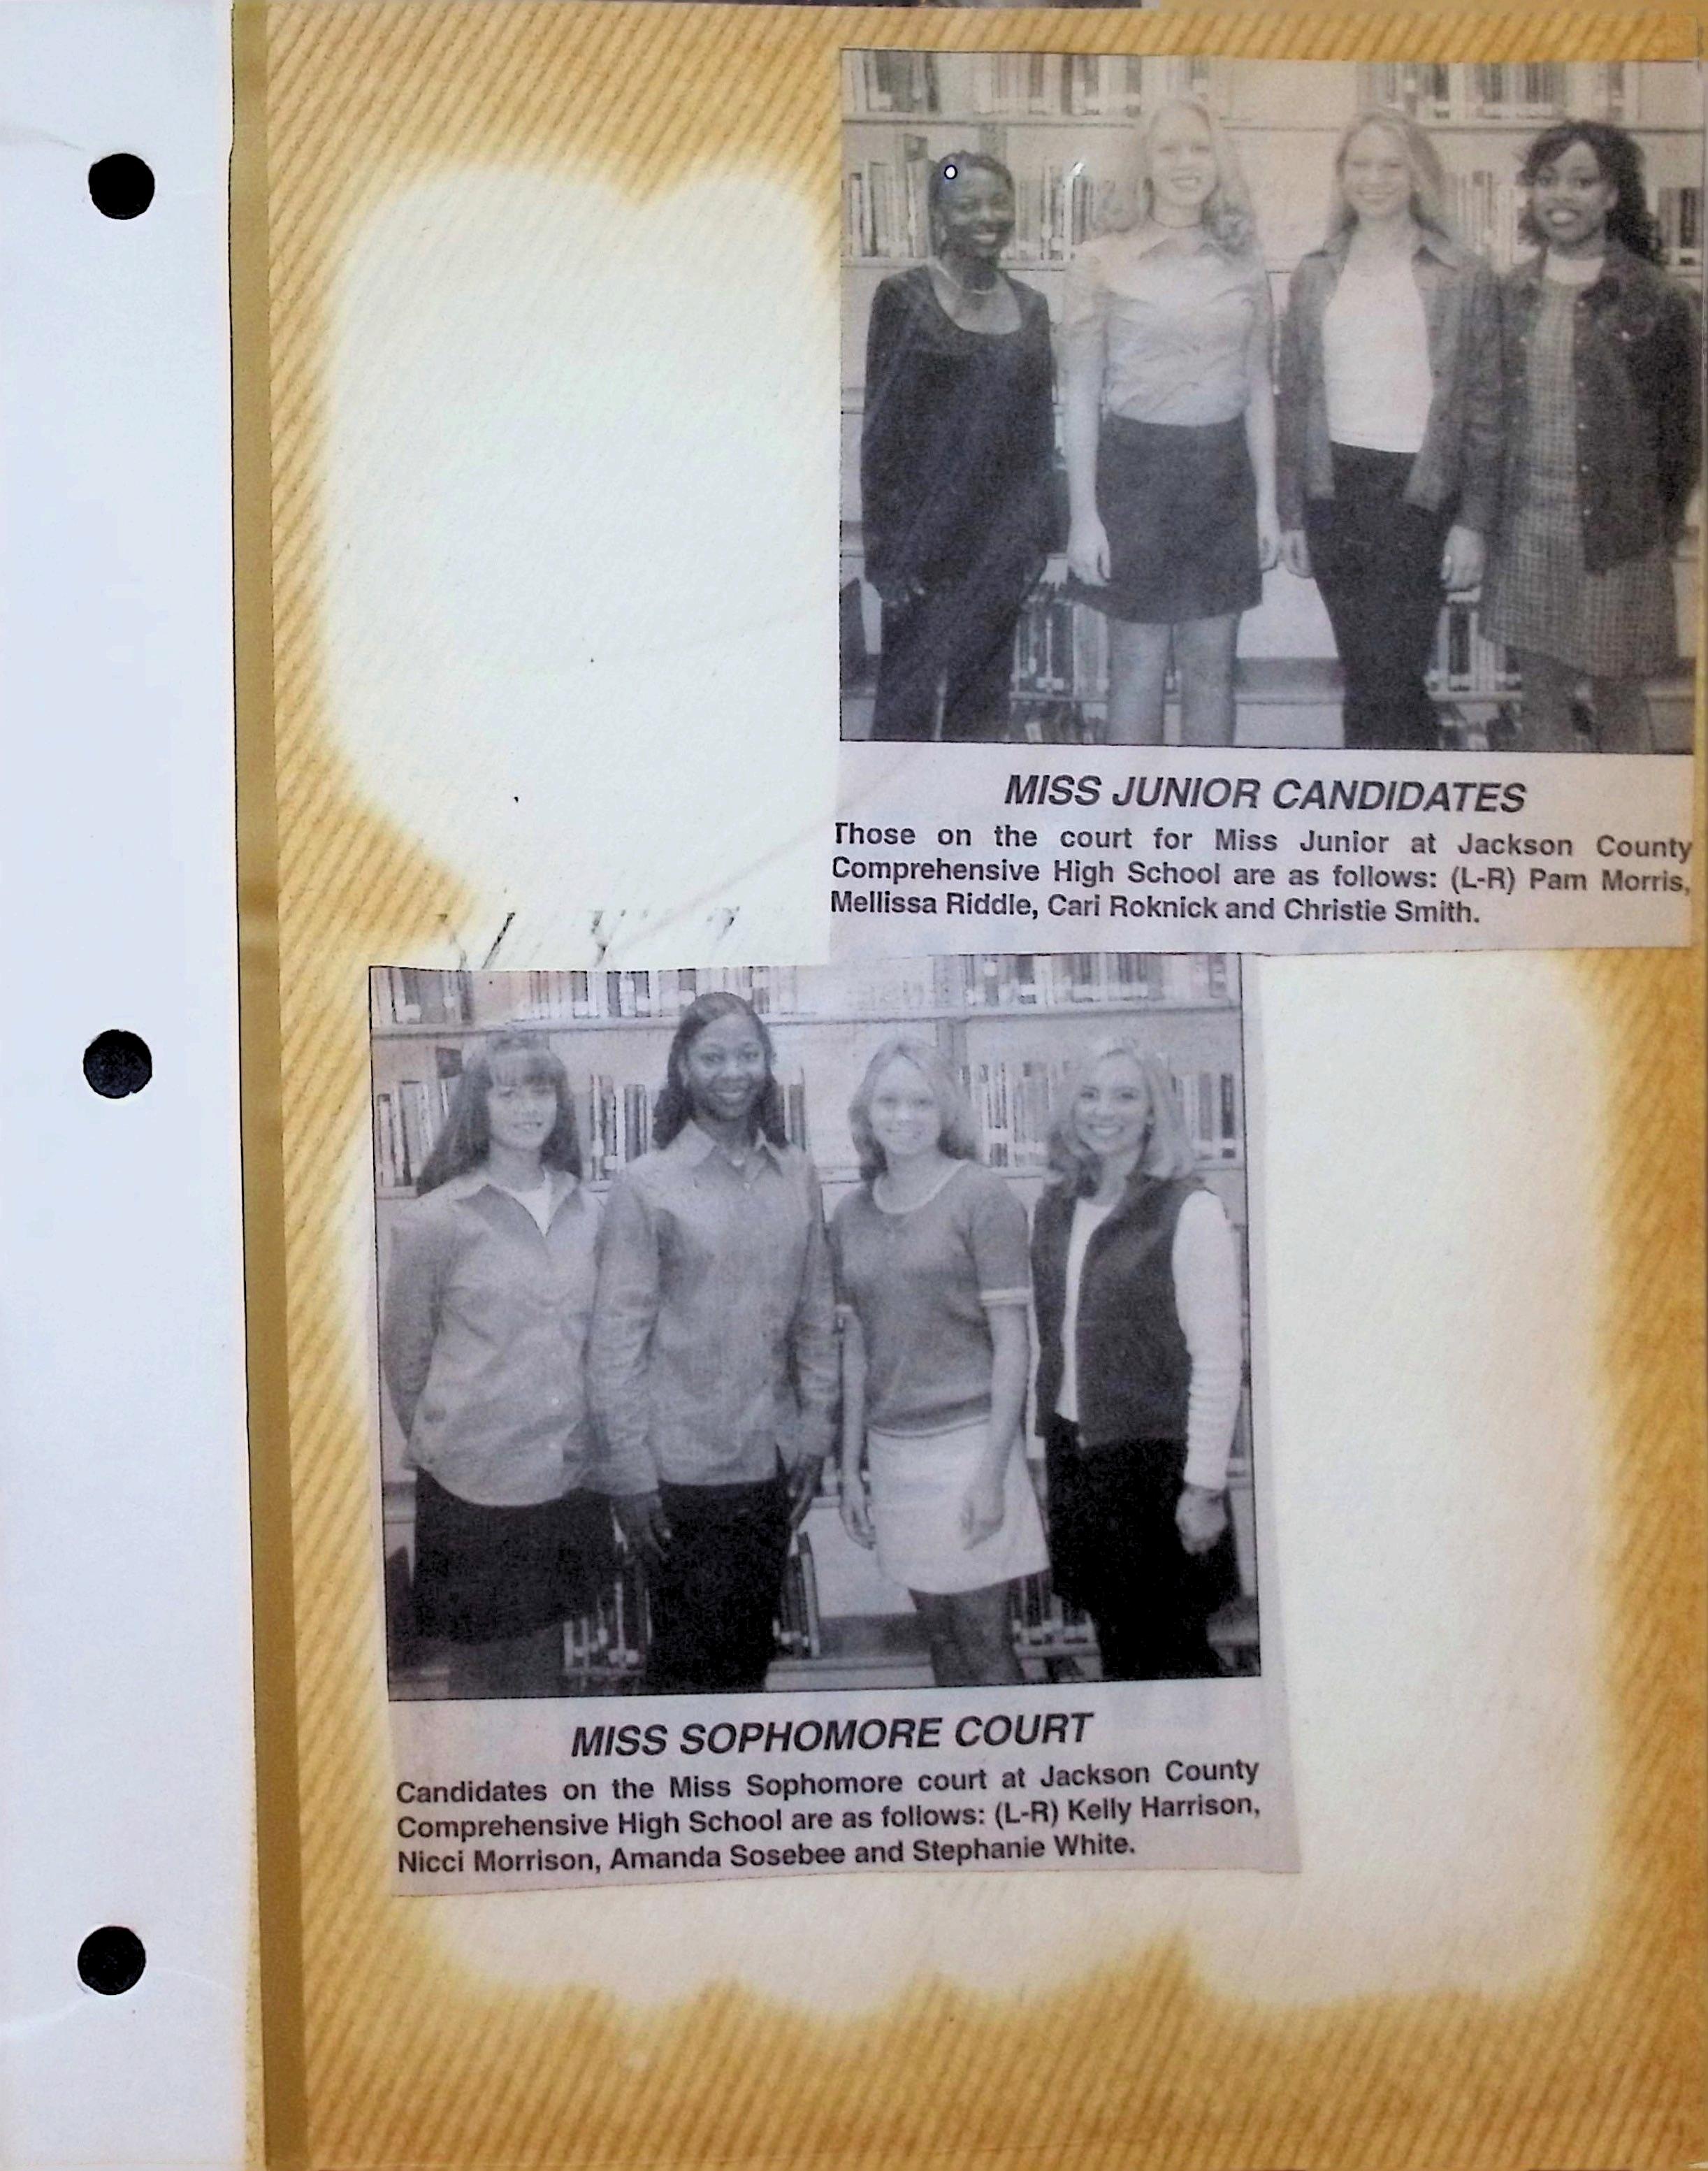 MISS JUNIOR CANDIDATES
Those on the court for Miss Junior at Jackson County
Comprehensive High School are as follows: (L-R) Pam Morris,
Mellissa Riddle, Cari Roknick and Christie Smith.
MISS SOPHOMORE COURT
Candidates on the Miss Sophomore court at Jackson County
Comprehensive High School are as follows: (L-R) Kelly Harrison,
Nicci Morrison, Amanda Sosebee and Stephanie White.